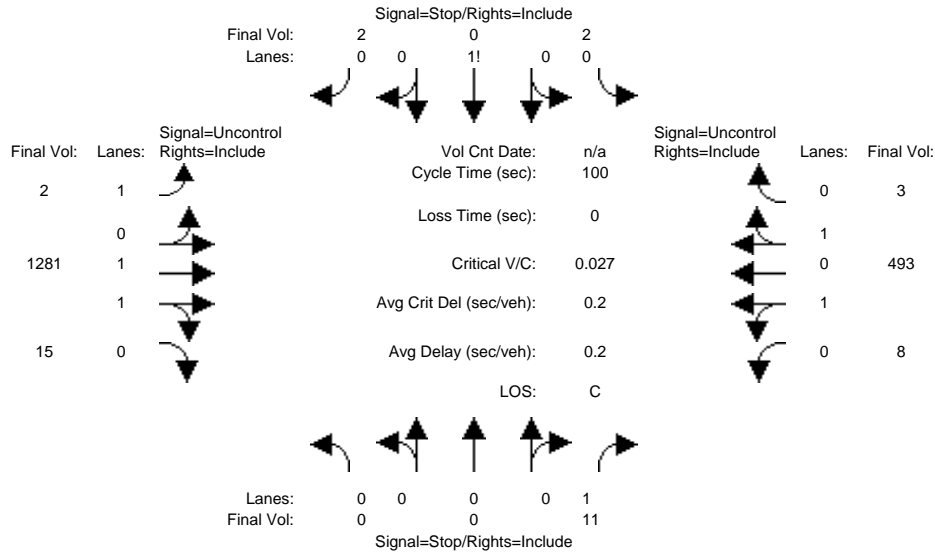 Signal=Stop/Rights=Include
Final Vol: 2 0 2
Lanes: 0 0 1! 0 0
Signal=Uncontrol
Rights=Include
Final Vol: Lanes:
Vol Cnt Date: n/a
Cycle Time (sec): 100
Signal=Uncontrol
Rights=Include
Lanes: Final Vol:
2 1
0 3
Loss Time (sec): 0
0
1
1281 1
Critical V/C: 0.027
0 493
1
Avg Crit Del (sec/veh): 0.2
1
15 0
Avg Delay (sec/veh): 0.2
0 8
LOS: C
Lanes: 0 0 0 0 1
Final Vol: 0 0 11
Signal=Stop/Rights=Include